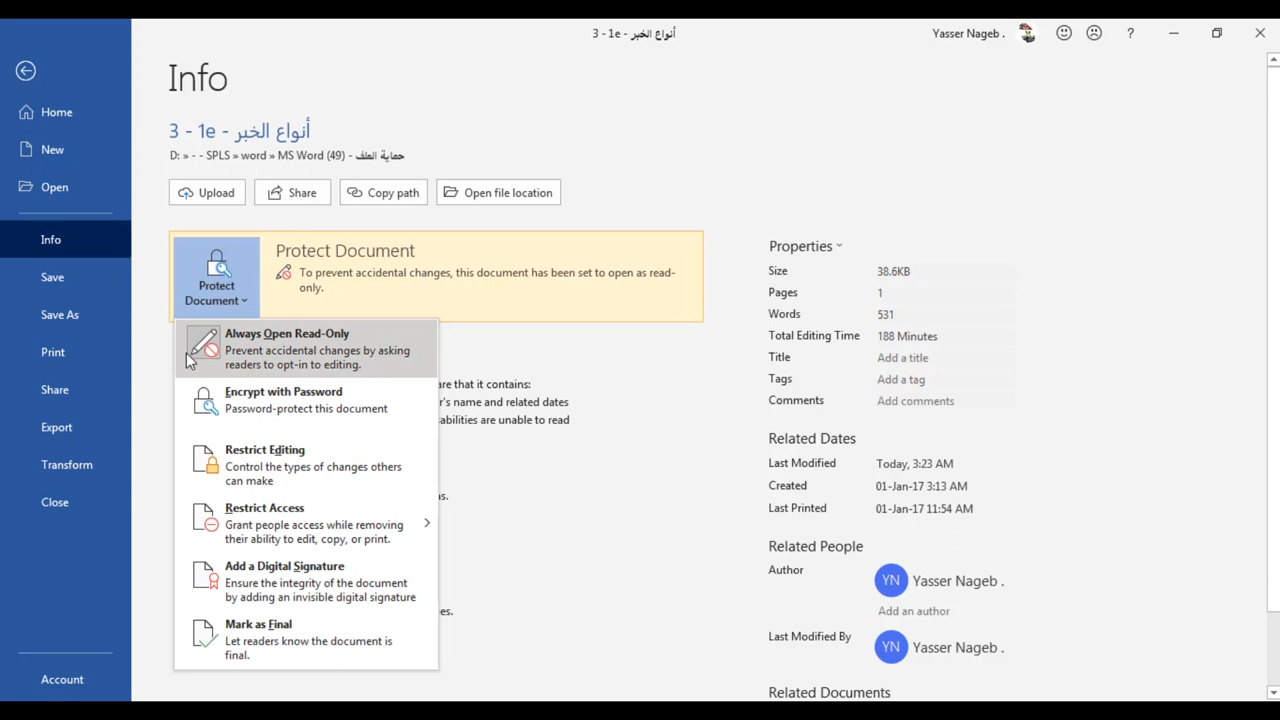 3 - 1e - أنواع الخبر
Yasser Nageb .
?
Info
Home
New
Open
Info
Save
Save As
Print
Share
Export
Transform
Close
Account
3 - 1e - أنواع الخبر
D: » - - SPLS » word » MS Word (49) - حماية الملف
Upload
Share
Copy path
Open file location
Protect Document
Protect Document
To prevent accidental changes, this document has been set to open as read-
only.
Always Open Read-Only
Prevent accidental changes by asking
readers to opt-in to editing.
Encrypt with Password
Password-protect this document
Restrict Editing
Control the types of changes others
can make
Restrict Access
Grant people access while removing
their ability to edit, copy, or print.
Add a Digital Signature
Ensure the integrity of the document
by adding an invisible digital signature
Mark as Final
Let readers know the document is
final.
are that it contains:
r's name and related dates
abilities are unable to read
ns.
es.
Properties
Size 38.6KB
Pages 1
Words 531
Total Editing Time 188 Minutes
Title Add a title
Tags Add a tag
Comments Add comments
Related Dates
Last Modified Today, 3:23 AM
Created 01-Jan-17 3:13 AM
Last Printed 01-Jan-17 11:54 AM
Related People
Author YN Yasser Nageb .
Add an author
Last Modified By YN Yasser Nageb .
Related Documents